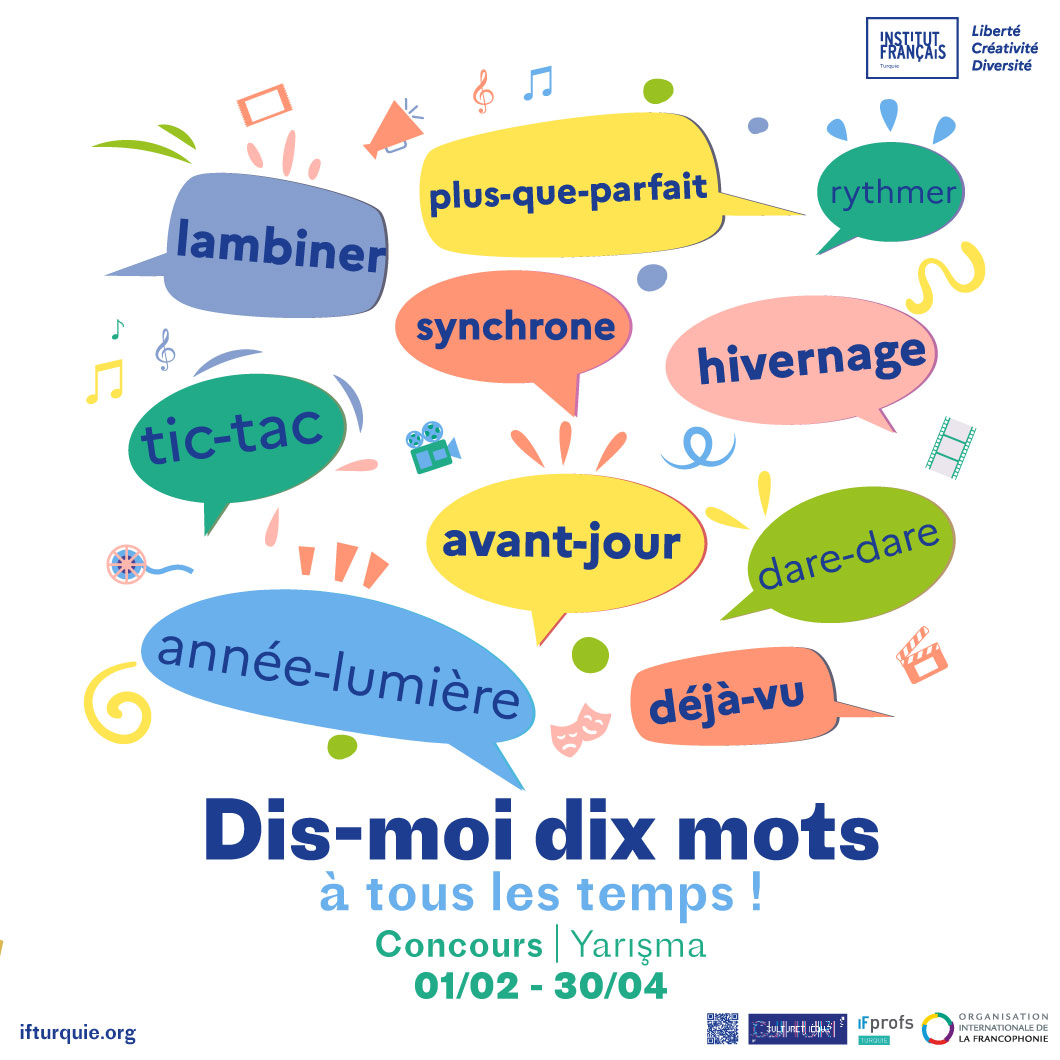 INSTITUT
FRANÇAIS
Turquie
Liberté
Créativité
Diversité
plus-que-parfait
rythmer
lambiner
synchrone
hivernage
tic-tac
avant-jour
dare-dare
année-lumière
déjà-vu
Dis-moi dix mots
à tous les temps !
Concours | Yarışma
01/02 - 30/04
ifturquie.org
IFprofs
TURQUIE
ORGANISATION
INTERNATIONALE DE
LA FRANCOPHONIE